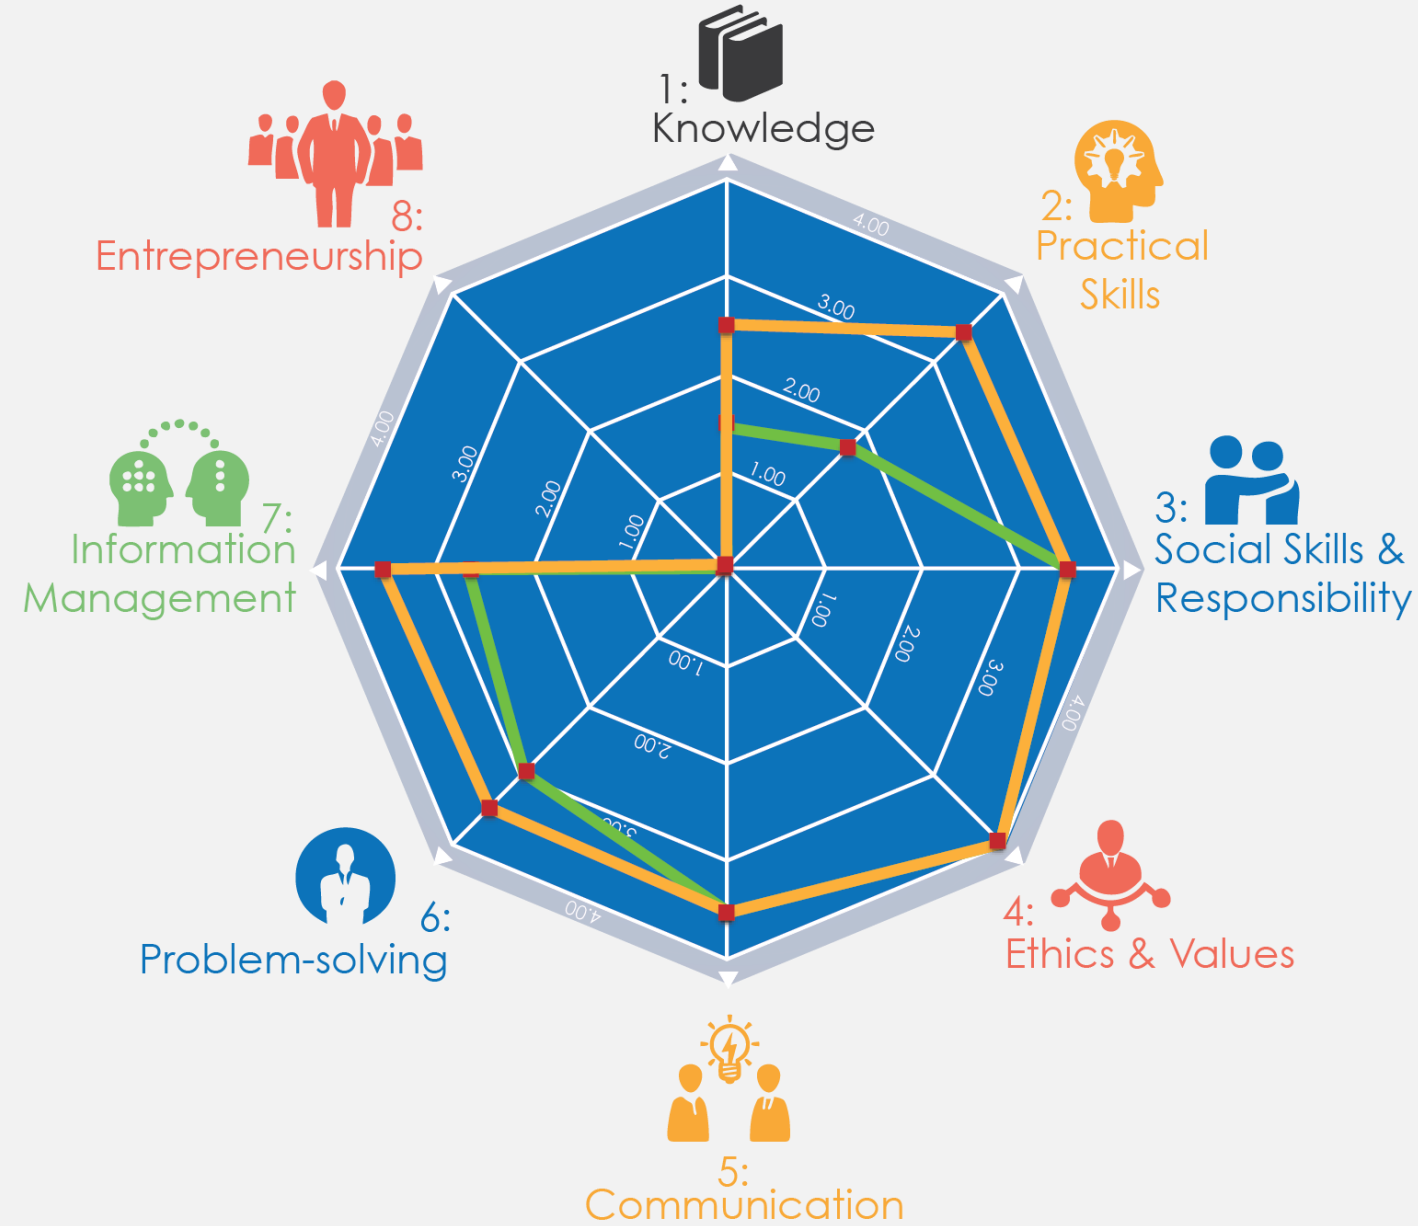 1:
Knowledge
2:
Practical
Skills
3:
Social Skills &
Responsibility
4:
Ethics & Values
5:
Communication
6:
Problem-solving
7:
Information
Management
8:
Entrepreneurship
4.00
3.00
2.00
1.00
1.00
2.00
3.00
4.00
1.00
2.00
3.00
4.00
1.00
2.00
3.00
4.00